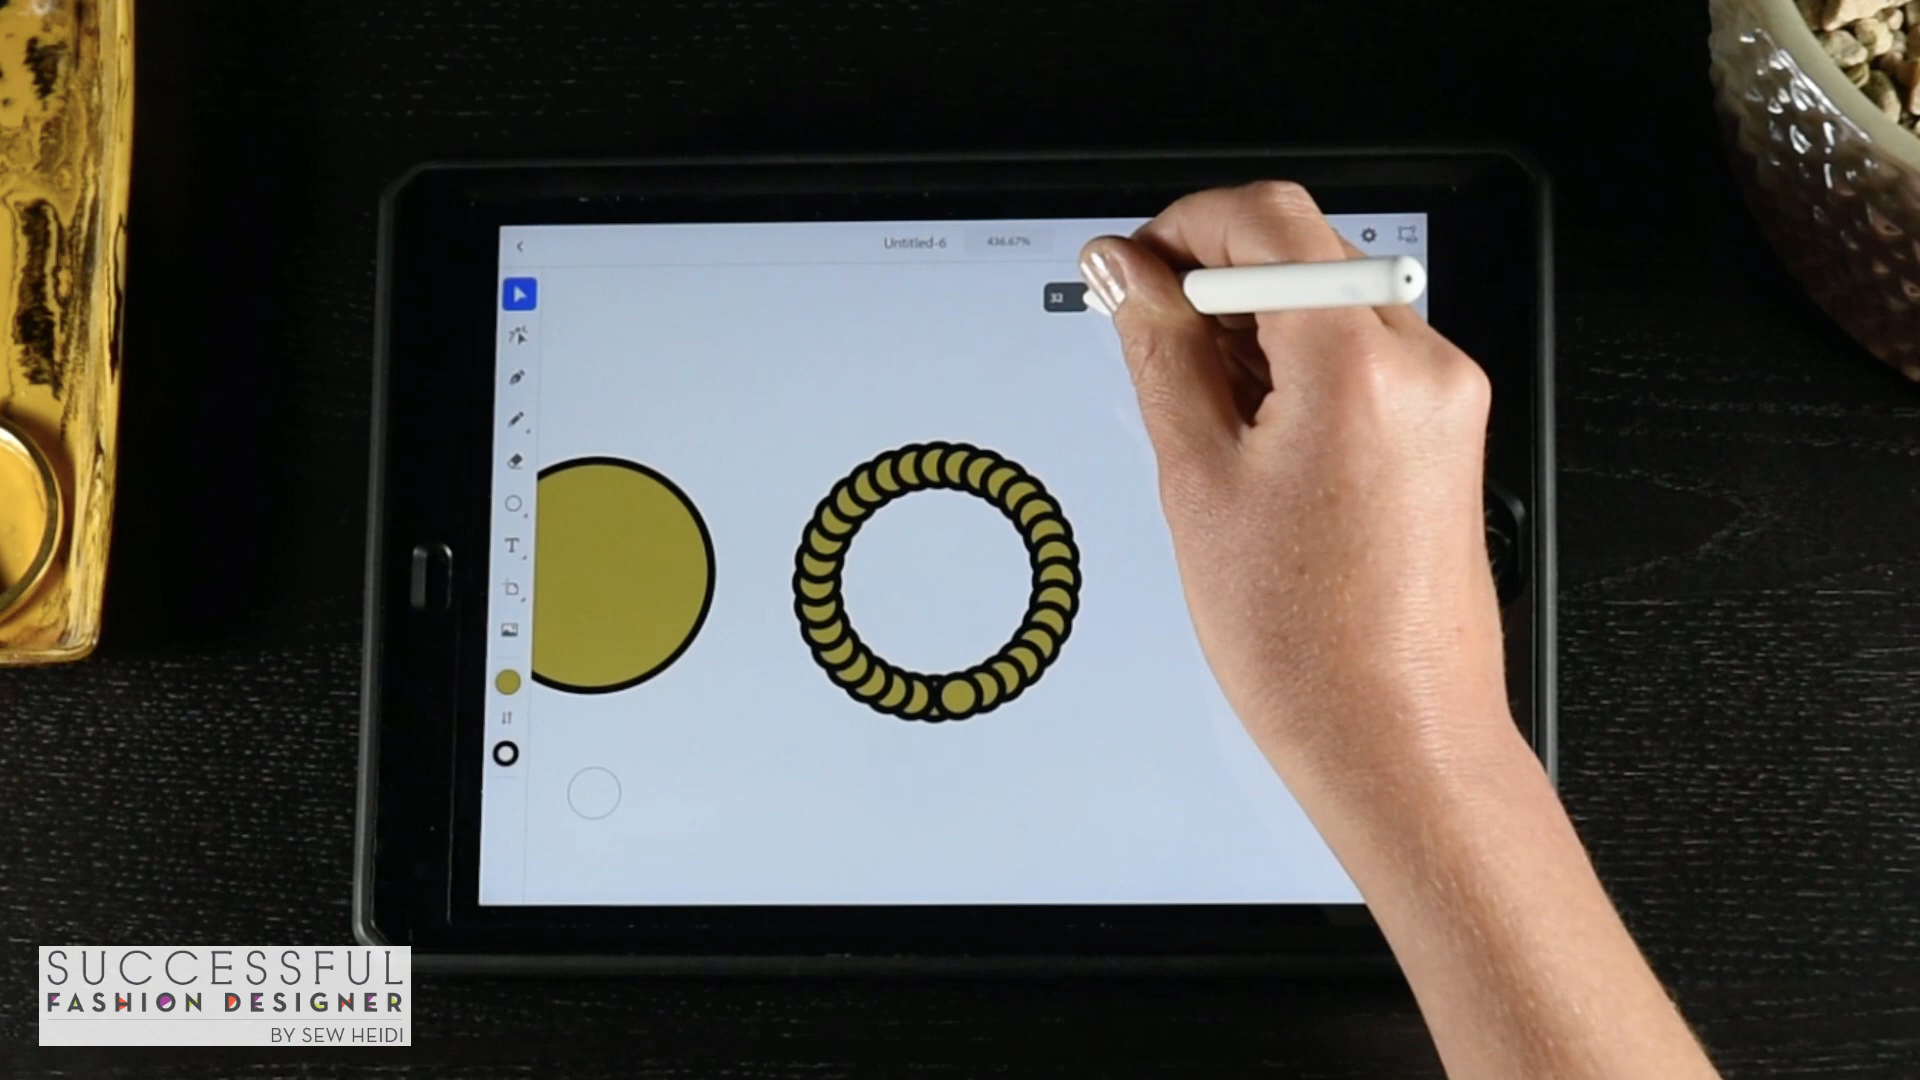 Untitled-6
436.67%
32
T
SUCCESSFUL
FASHION DESIGNER
BY SEW HEIDI